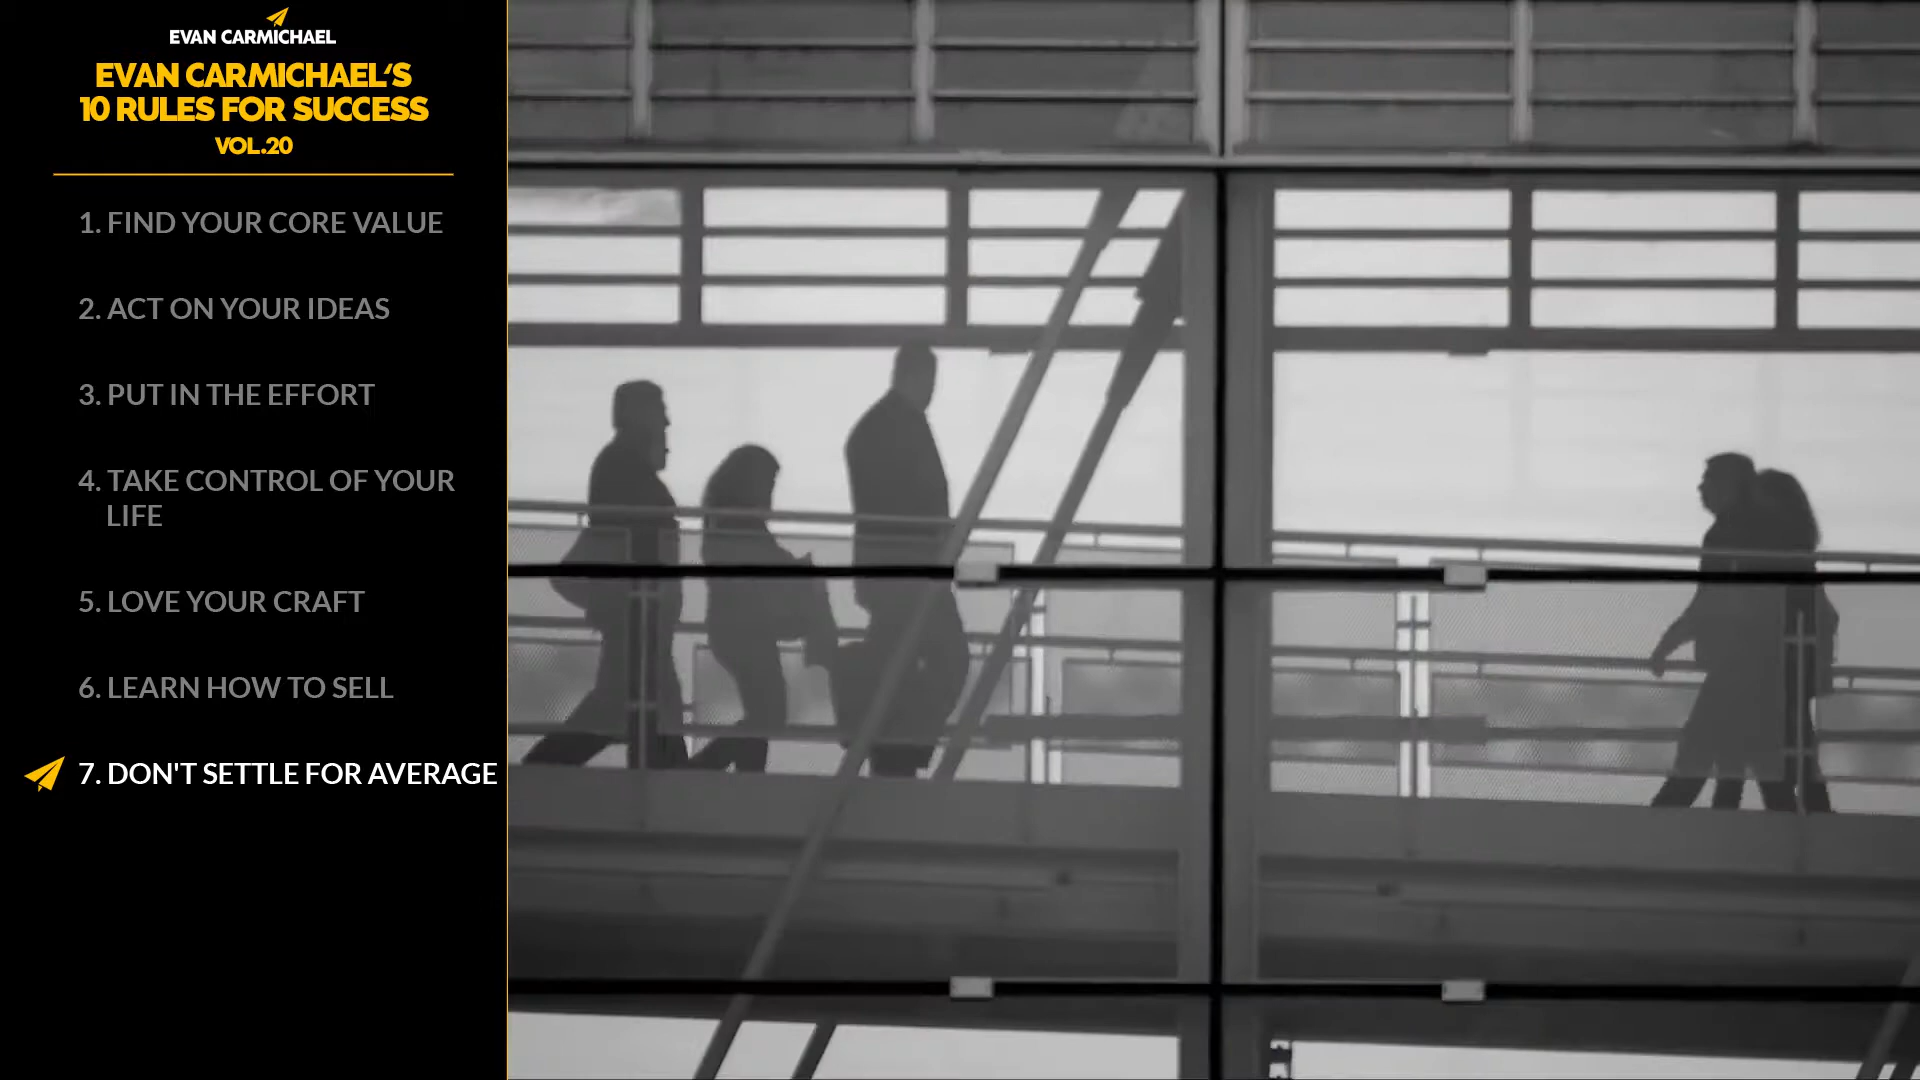 EVAN CARMICHAEL
EVAN CARMICHAEL'S
10 RULES FOR SUCCESS
VOL.20
1. FIND YOUR CORE VALUE
2. ACT ON YOUR IDEAS
3. PUT IN THE EFFORT
4. TAKE CONTROL OF YOUR
LIFE
5. LOVE YOUR CRAFT
6. LEARN HOW TO SELL
7. DON'T SETTLE FOR AVERAGE